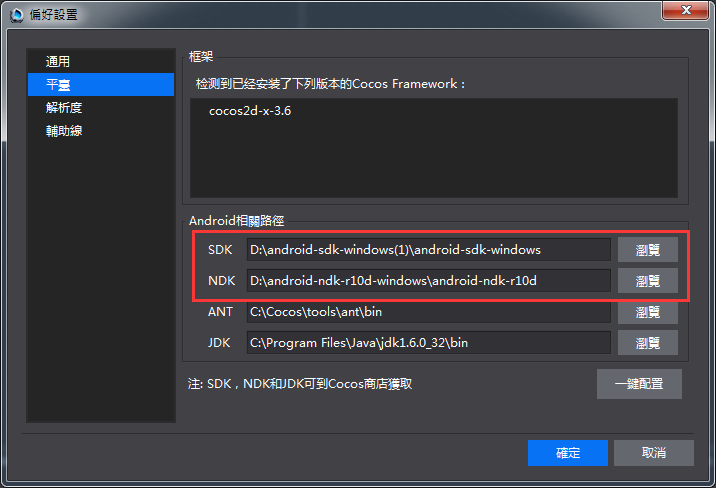 偏好設置
通用
平臺
解析度
輔助線
框架
检测到已经安装了下列版本的Cocos Framework：
cocos2d-x-3.6
Android相關路徑
SDK D:\android-sdk-windows(1)\android-sdk-windows 瀏覽
NDK D:\android-ndk-r10d-windows\android-ndk-r10d 瀏覽
ANT C:\Cocos\tools\ant\bin 瀏覽
JDK C:\Program Files\Java\jdk1.6.0_32\bin 瀏覽
注: SDK，NDK和JDK可到Cocos商店獲取 一鍵配置
確定 取消